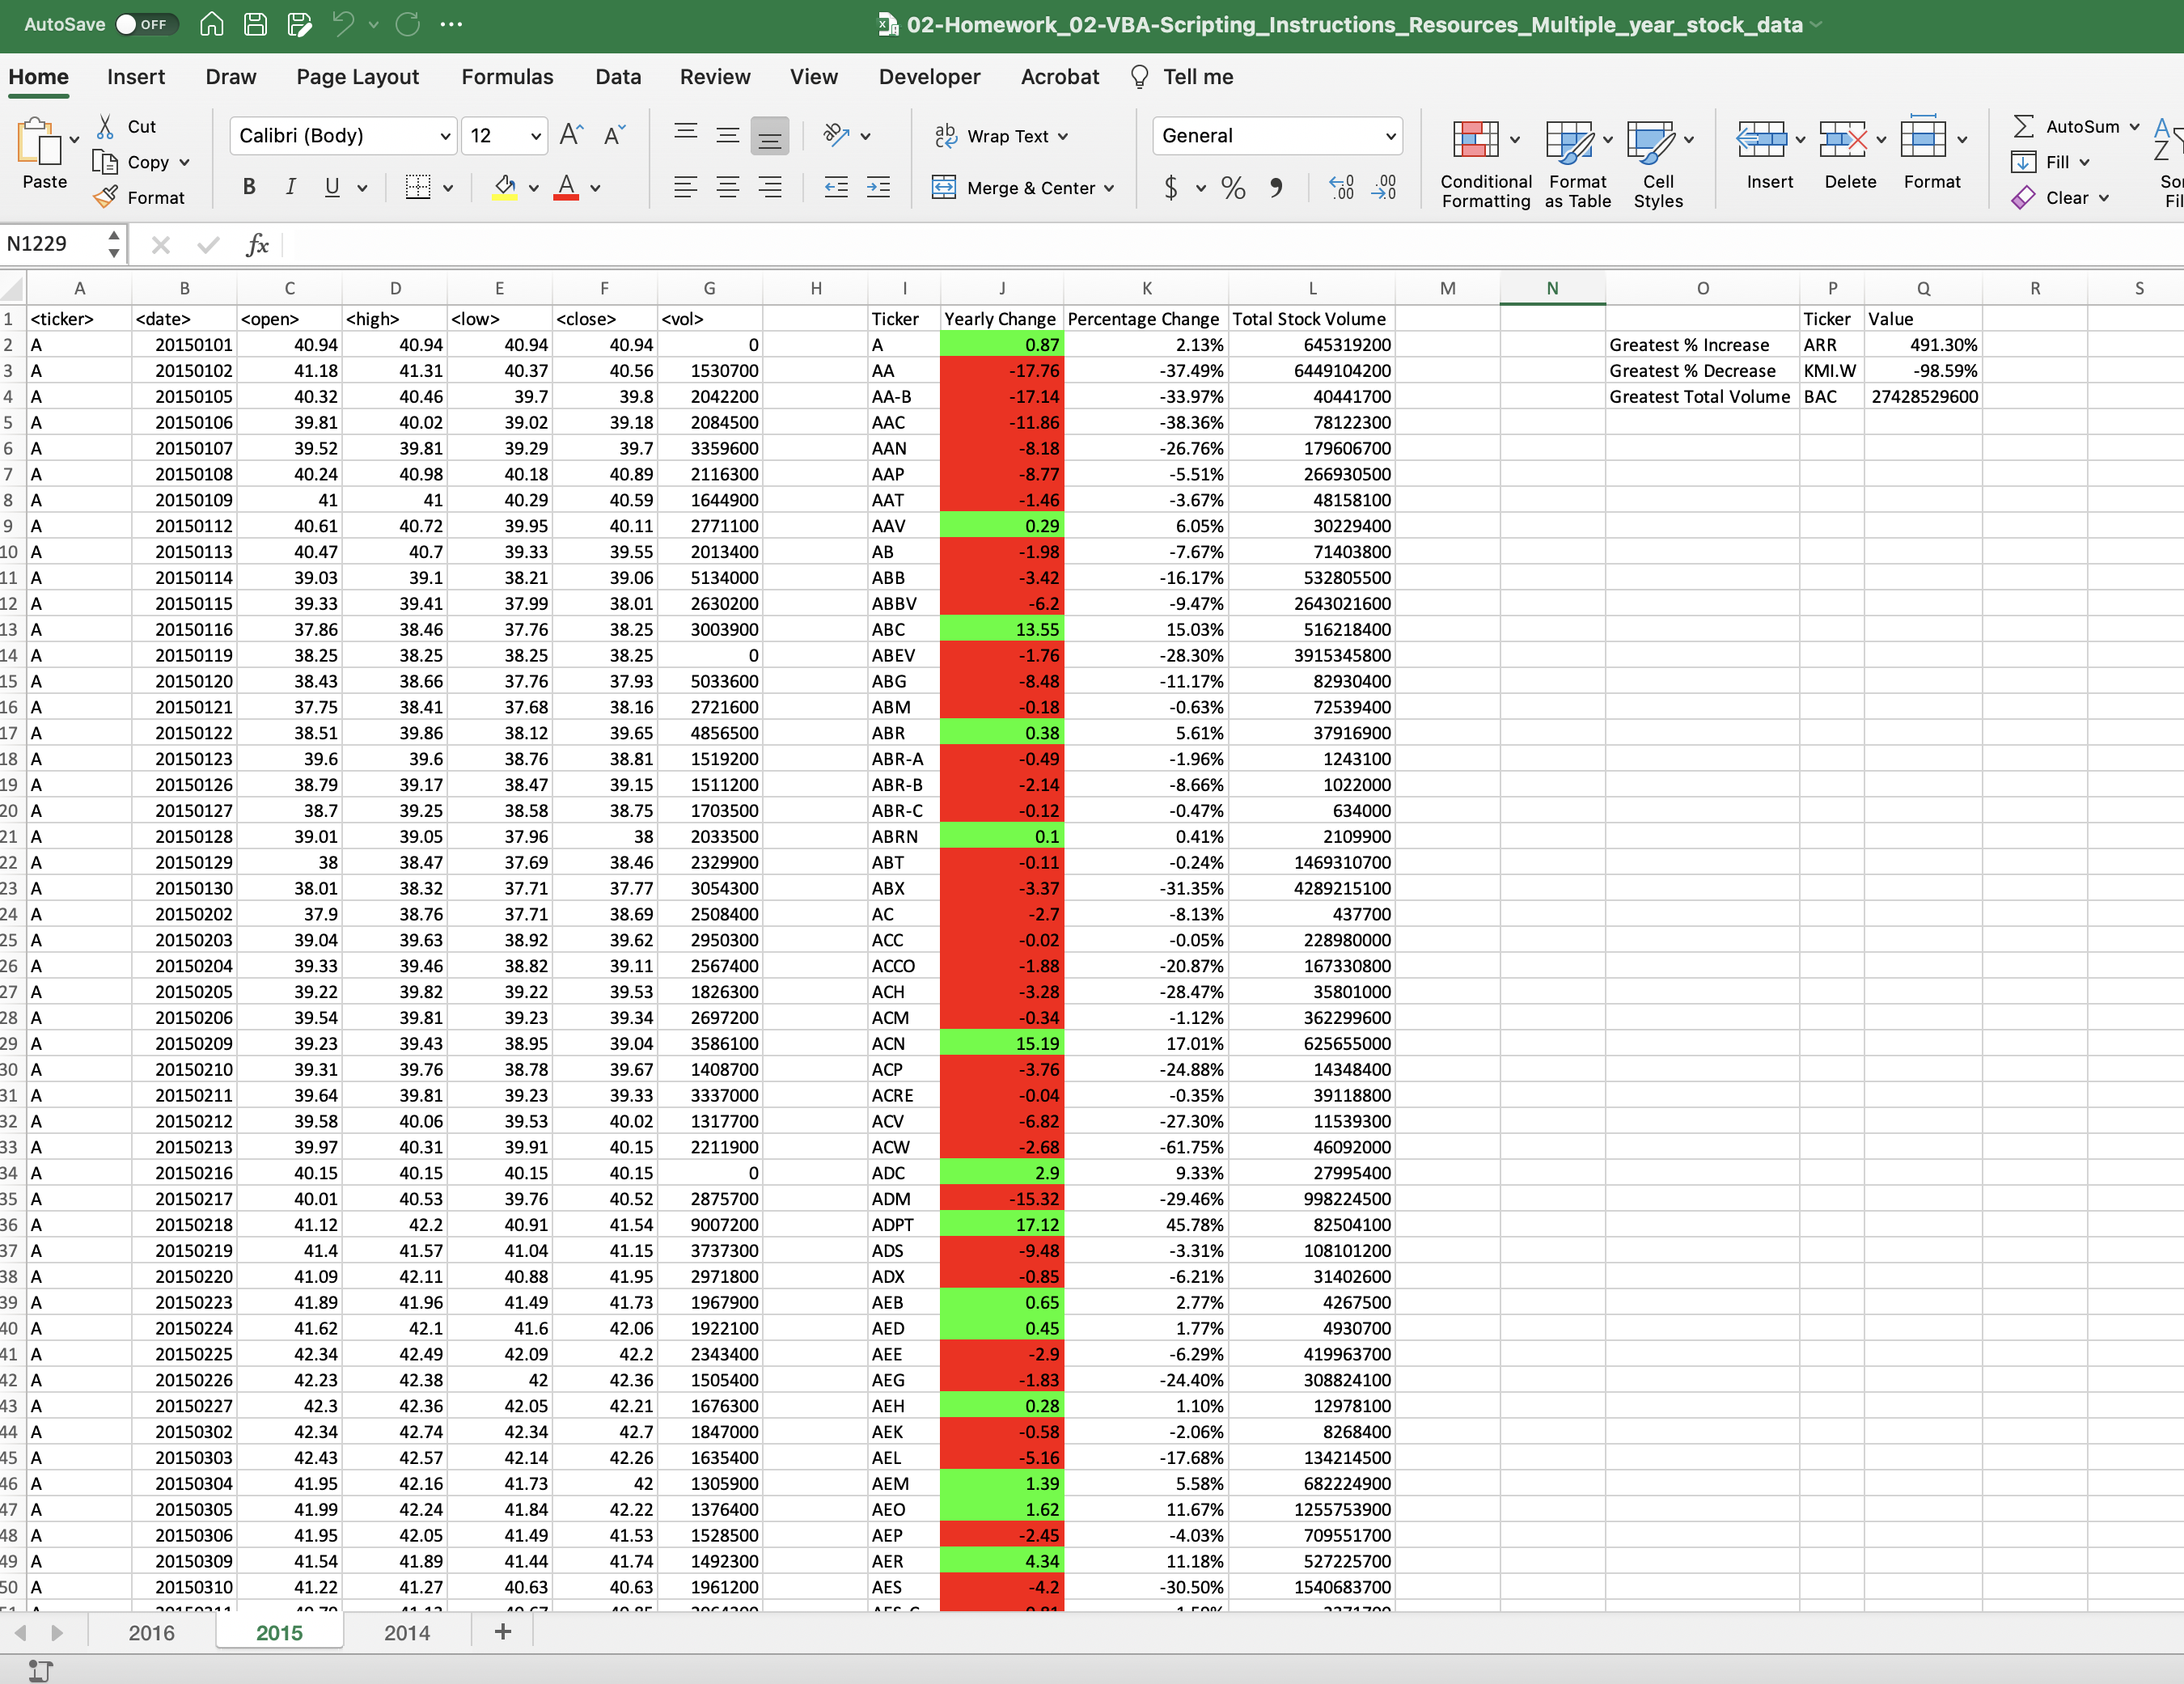 AutoSave OFF 02-Homework_02-VBA-Scripting_Instructions_Resources_Multiple_year_stock_data
Home Insert Draw Page Layout Formulas Data Review View Developer Acrobat Tell me
Paste Cut Copy Format Calibri (Body) 12 Wrap Text Merge & Center General Conditional Formatting Format as Table Cell Styles Insert Delete Format AutoSum Fill Clear
N1229 fx
A B C D E F G H I J K L M N O P Q R S
1 <ticker> <date> <open> <high> <low> <close> <vol> Ticker Yearly Change Percentage Change Total Stock Volume Ticker Value
2 A 20150101 40.94 40.94 40.94 40.94 0 A 0.87 2.13% 645319200 Greatest % Increase ARR 491.30%
3 A 20150102 41.18 41.31 40.37 40.56 1530700 AA -17.76 -37.49% 6449104200 Greatest % Decrease KMI.W -98.59%
4 A 20150105 40.32 40.46 39.7 39.8 2042200 AA-B -17.14 -33.97% 40441700 Greatest Total Volume BAC 27428529600
5 A 20150106 39.81 40.02 39.02 39.18 2084500 AAC -11.86 -38.36% 78122300
6 A 20150107 39.52 39.81 39.29 39.7 3359600 AAN -8.18 -26.76% 179606700
7 A 20150108 40.24 40.98 40.18 40.89 2116300 AAP -8.77 -5.51% 266930500
8 A 20150109 41 41 40.29 40.59 1644900 AAT -1.46 -3.67% 48158100
9 A 20150112 40.61 40.72 39.95 40.11 2771100 AAV 0.29 6.05% 30229400
10 A 20150113 40.47 40.7 39.33 39.55 2013400 AB -1.98 -7.67% 71403800
11 A 20150114 39.03 39.1 38.21 39.06 5134000 ABB -3.42 -16.17% 532805500
12 A 20150115 39.33 39.41 37.99 38.01 2630200 ABBV -6.2 -9.47% 2643021600
13 A 20150116 37.86 38.46 37.76 38.25 3003900 ABC 13.55 15.03% 516218400
14 A 20150119 38.25 38.25 38.25 38.25 0 ABEV -1.76 -28.30% 3915345800
15 A 20150120 38.43 38.66 37.76 37.93 5033600 ABG -8.48 -11.17% 82930400
16 A 20150121 37.75 38.41 37.68 38.16 2721600 ABM -0.18 -0.63% 72539400
17 A 20150122 38.51 39.86 38.12 39.65 4856500 ABR 0.38 5.61% 37916900
18 A 20150123 39.6 39.6 38.76 38.81 1519200 ABR-A -0.49 -1.96% 1243100
19 A 20150126 38.79 39.17 38.47 39.15 1511200 ABR-B -2.14 -8.66% 1022000
20 A 20150127 38.7 39.25 38.58 38.75 1703500 ABR-C -0.12 -0.47% 634000
21 A 20150128 39.01 39.05 37.96 38 2033500 ABRN 0.1 0.41% 2109900
22 A 20150129 38 38.47 37.69 38.46 2329900 ABT -0.11 -0.24% 1469310700
23 A 20150130 38.01 38.32 37.71 37.77 3054300 ABX -3.37 -31.35% 4289215100
24 A 20150202 37.9 38.76 37.71 38.69 2508400 AC -2.7 -8.13% 437700
25 A 20150203 39.04 39.63 38.92 39.62 2950300 ACC -0.02 -0.05% 228980000
26 A 20150204 39.33 39.46 38.82 39.11 2567400 ACCO -1.88 -20.87% 167330800
27 A 20150205 39.22 39.82 39.22 39.53 1826300 ACH -3.28 -28.47% 35801000
28 A 20150206 39.54 39.81 39.23 39.34 2697200 ACM -0.34 -1.12% 362299600
29 A 20150209 39.23 39.43 38.95 39.04 3586100 ACN 15.19 17.01% 625655000
30 A 20150210 39.31 39.76 38.78 39.67 1408700 ACP -3.76 -24.88% 14348400
31 A 20150211 39.64 39.81 39.23 39.33 3337000 ACRE -0.04 -0.35% 39118800
32 A 20150212 39.58 40.06 39.53 40.02 1317700 ACV -6.82 -27.30% 11539300
33 A 20150213 39.97 40.31 39.91 40.15 2211900 ACW -2.68 -61.75% 46092000
34 A 20150216 40.15 40.15 40.15 40.15 0 ADC 2.9 9.33% 27995400
35 A 20150217 40.01 40.53 39.76 40.52 2875700 ADM -15.32 -29.46% 998224500
36 A 20150218 41.12 42.2 40.91 41.54 9007200 ADPT 17.12 45.78% 82504100
37 A 20150219 41.4 41.57 41.04 41.15 3737300 ADS -9.48 -3.31% 108101200
38 A 20150220 41.09 42.11 40.88 41.95 2971800 ADX -0.85 -6.21% 31402600
39 A 20150223 41.89 41.96 41.49 41.73 1967900 AEB 0.65 2.77% 4267500
40 A 20150224 41.62 42.1 41.6 42.06 1922100 AED 0.45 1.77% 4930700
41 A 20150225 42.34 42.49 42.09 42.2 2343400 AEE -2.9 -6.29% 419963700
42 A 20150226 42.23 42.38 42 42.36 1505400 AEG -1.83 -24.40% 308824100
43 A 20150227 42.3 42.36 42.05 42.21 1676300 AEH 0.28 1.10% 12978100
44 A 20150302 42.34 42.74 42.34 42.7 1847000 AEK -0.58 -2.06% 8268400
45 A 20150303 42.43 42.57 42.14 42.26 1635400 AEL -5.16 -17.68% 134214500
46 A 20150304 41.95 42.16 41.73 42 1305900 AEM 1.39 5.58% 682224900
47 A 20150305 41.99 42.24 41.84 42.22 1376400 AEO 1.62 11.67% 1255753900
48 A 20150306 41.95 42.05 41.49 41.53 1528500 AEP -2.45 -4.03% 709551700
49 A 20150309 41.54 41.89 41.44 41.74 1492300 AER 4.34 11.18% 527225700
50 A 20150310 41.22 41.27 40.63 40.63 1961200 AES -4.2 -30.50% 1540683700
2016 2015 2014 +